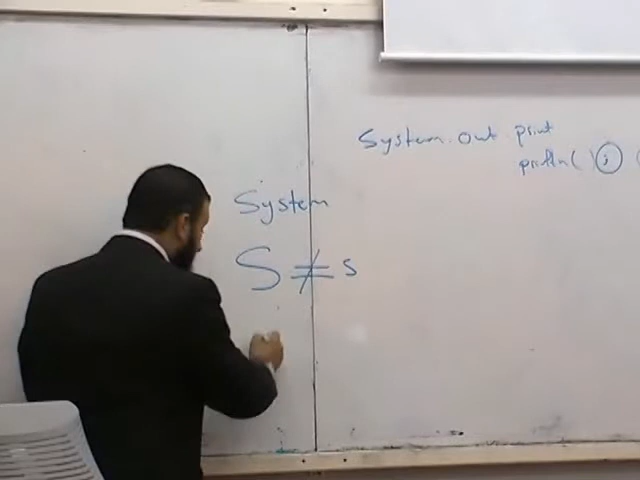 System.out print
println( );
System
S ≠ s